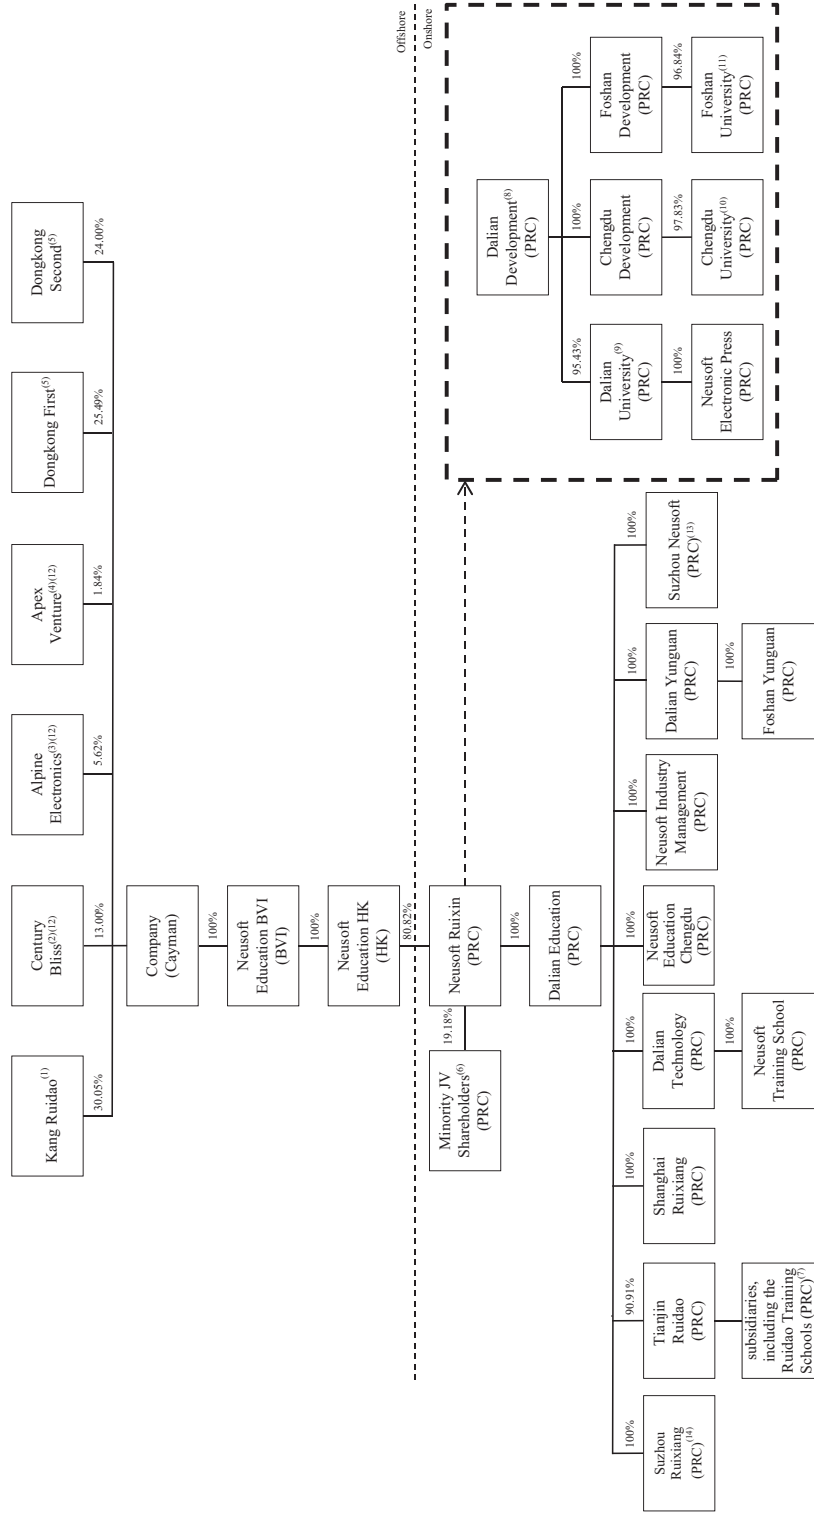 Kang Ruidao(1)
Century
Bliss(2)(12)
Alpine
Electronics(3)(12)
Apex
Venture(4)(12)
Dongkong First(5)
Dongkong
Second(5)
30.05%
13.00%
5.62%
1.84%
25.49%
24.00%
Company
(Cayman)
100%
Neusoft
Education BVI
(BVI)
100%
Neusoft
Education HK
(HK)
80.82%
Offshore
Onshore
Minority JV
Shareholders(6)
(PRC)
19.18%
Neusoft Ruixin
(PRC)
100%
Dalian Education
(PRC)
Dalian
Development(8)
(PRC)
95.43%
100%
100%
Dalian
University(9)
(PRC)
Chengdu
Development
(PRC)
Foshan
Development
(PRC)
100%
97.83%
96.84%
Neusoft
Electronic Press
(PRC)
Chengdu
University(10)
(PRC)
Foshan
University(11)
(PRC)
100%
90.91%
100%
100%
100%
100%
100%
100%
Suzhou
Ruixiang
(PRC)(14)
Tianjin
Ruidao
(PRC)
Shanghai
Ruixiang
(PRC)
Dalian
Technology
(PRC)
Neusoft
Education
Chengdu
(PRC)
Neusoft Industry
Management
(PRC)
Dalian Yunguan
(PRC)
Suzhou Neusoft
(PRC)(13)
100%
100%
subsidiaries,
including the
Ruidao Training
Schools (PRC)(7)
Neusoft
Training School
(PRC)
Foshan Yunguan
(PRC)